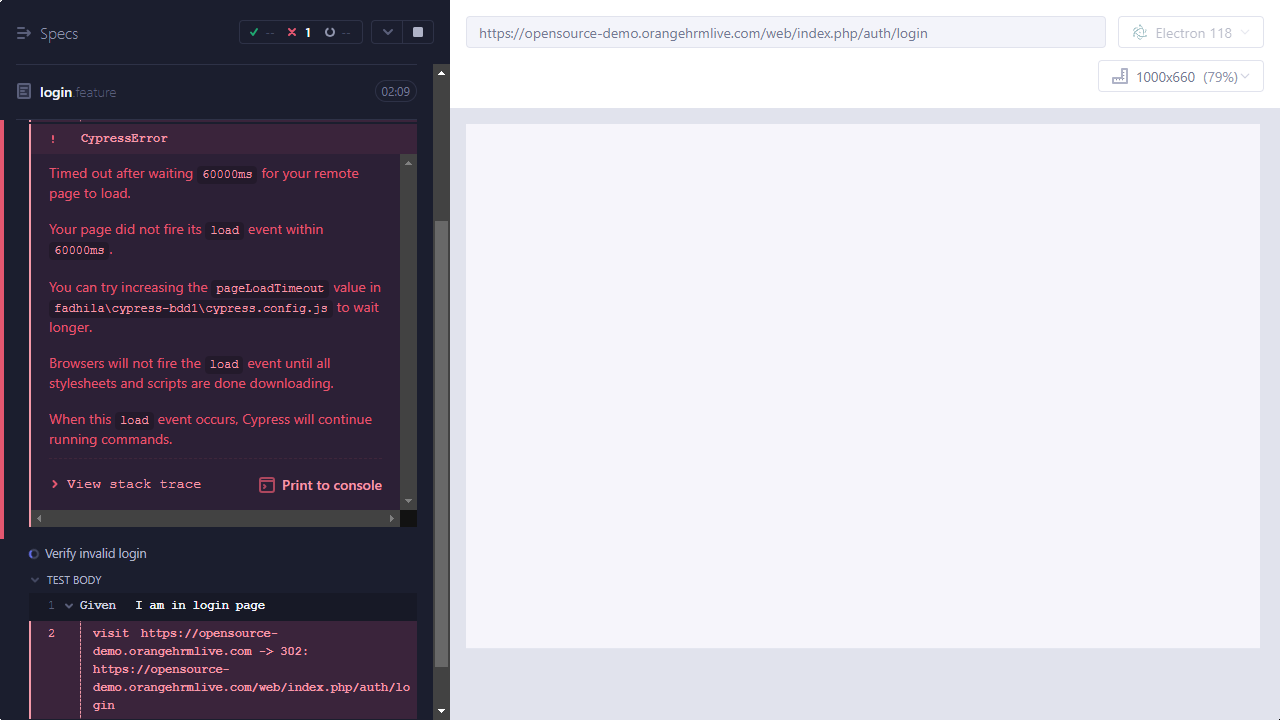 Specs
-- 1 --
https://opensource-demo.orangehrmlive.com/web/index.php/auth/login
Electron 118
1000x660 (79%)
login.feature
02:09
! CypressError
Timed out after waiting 60000ms for your remote
page to load.
Your page did not fire its load event within
60000ms.
You can try increasing the pageLoadTimeout value in
fadhila\cypress-bdd1\cypress.config.js to wait
longer.
Browsers will not fire the load event until all
stylesheets and scripts are done downloading.
When this load event occurs, Cypress will continue
running commands.
View stack trace
Print to console
Verify invalid login
TEST BODY
1 Given I am in login page
2 visit https://opensource-
demo.orangehrmlive.com -> 302:
https://opensource-
demo.orangehrmlive.com/web/index.php/auth/lo
gin